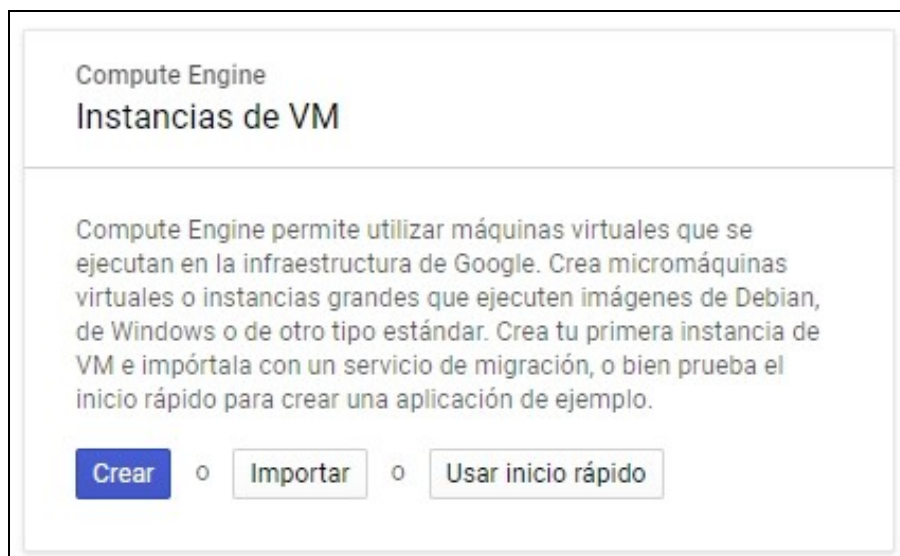 Compute Engine
Instancias de VM
Compute Engine permite utilizar máquinas virtuales que se
ejecutan en la infraestructura de Google. Crea micromáquinas
virtuales o instancias grandes que ejecuten imágenes de Debian,
de Windows o de otro tipo estándar. Crea tu primera instancia de
VM e impórtala con un servicio de migración, o bien prueba el
inicio rápido para crear una aplicación de ejemplo.
Crear o Importar o Usar inicio rápido